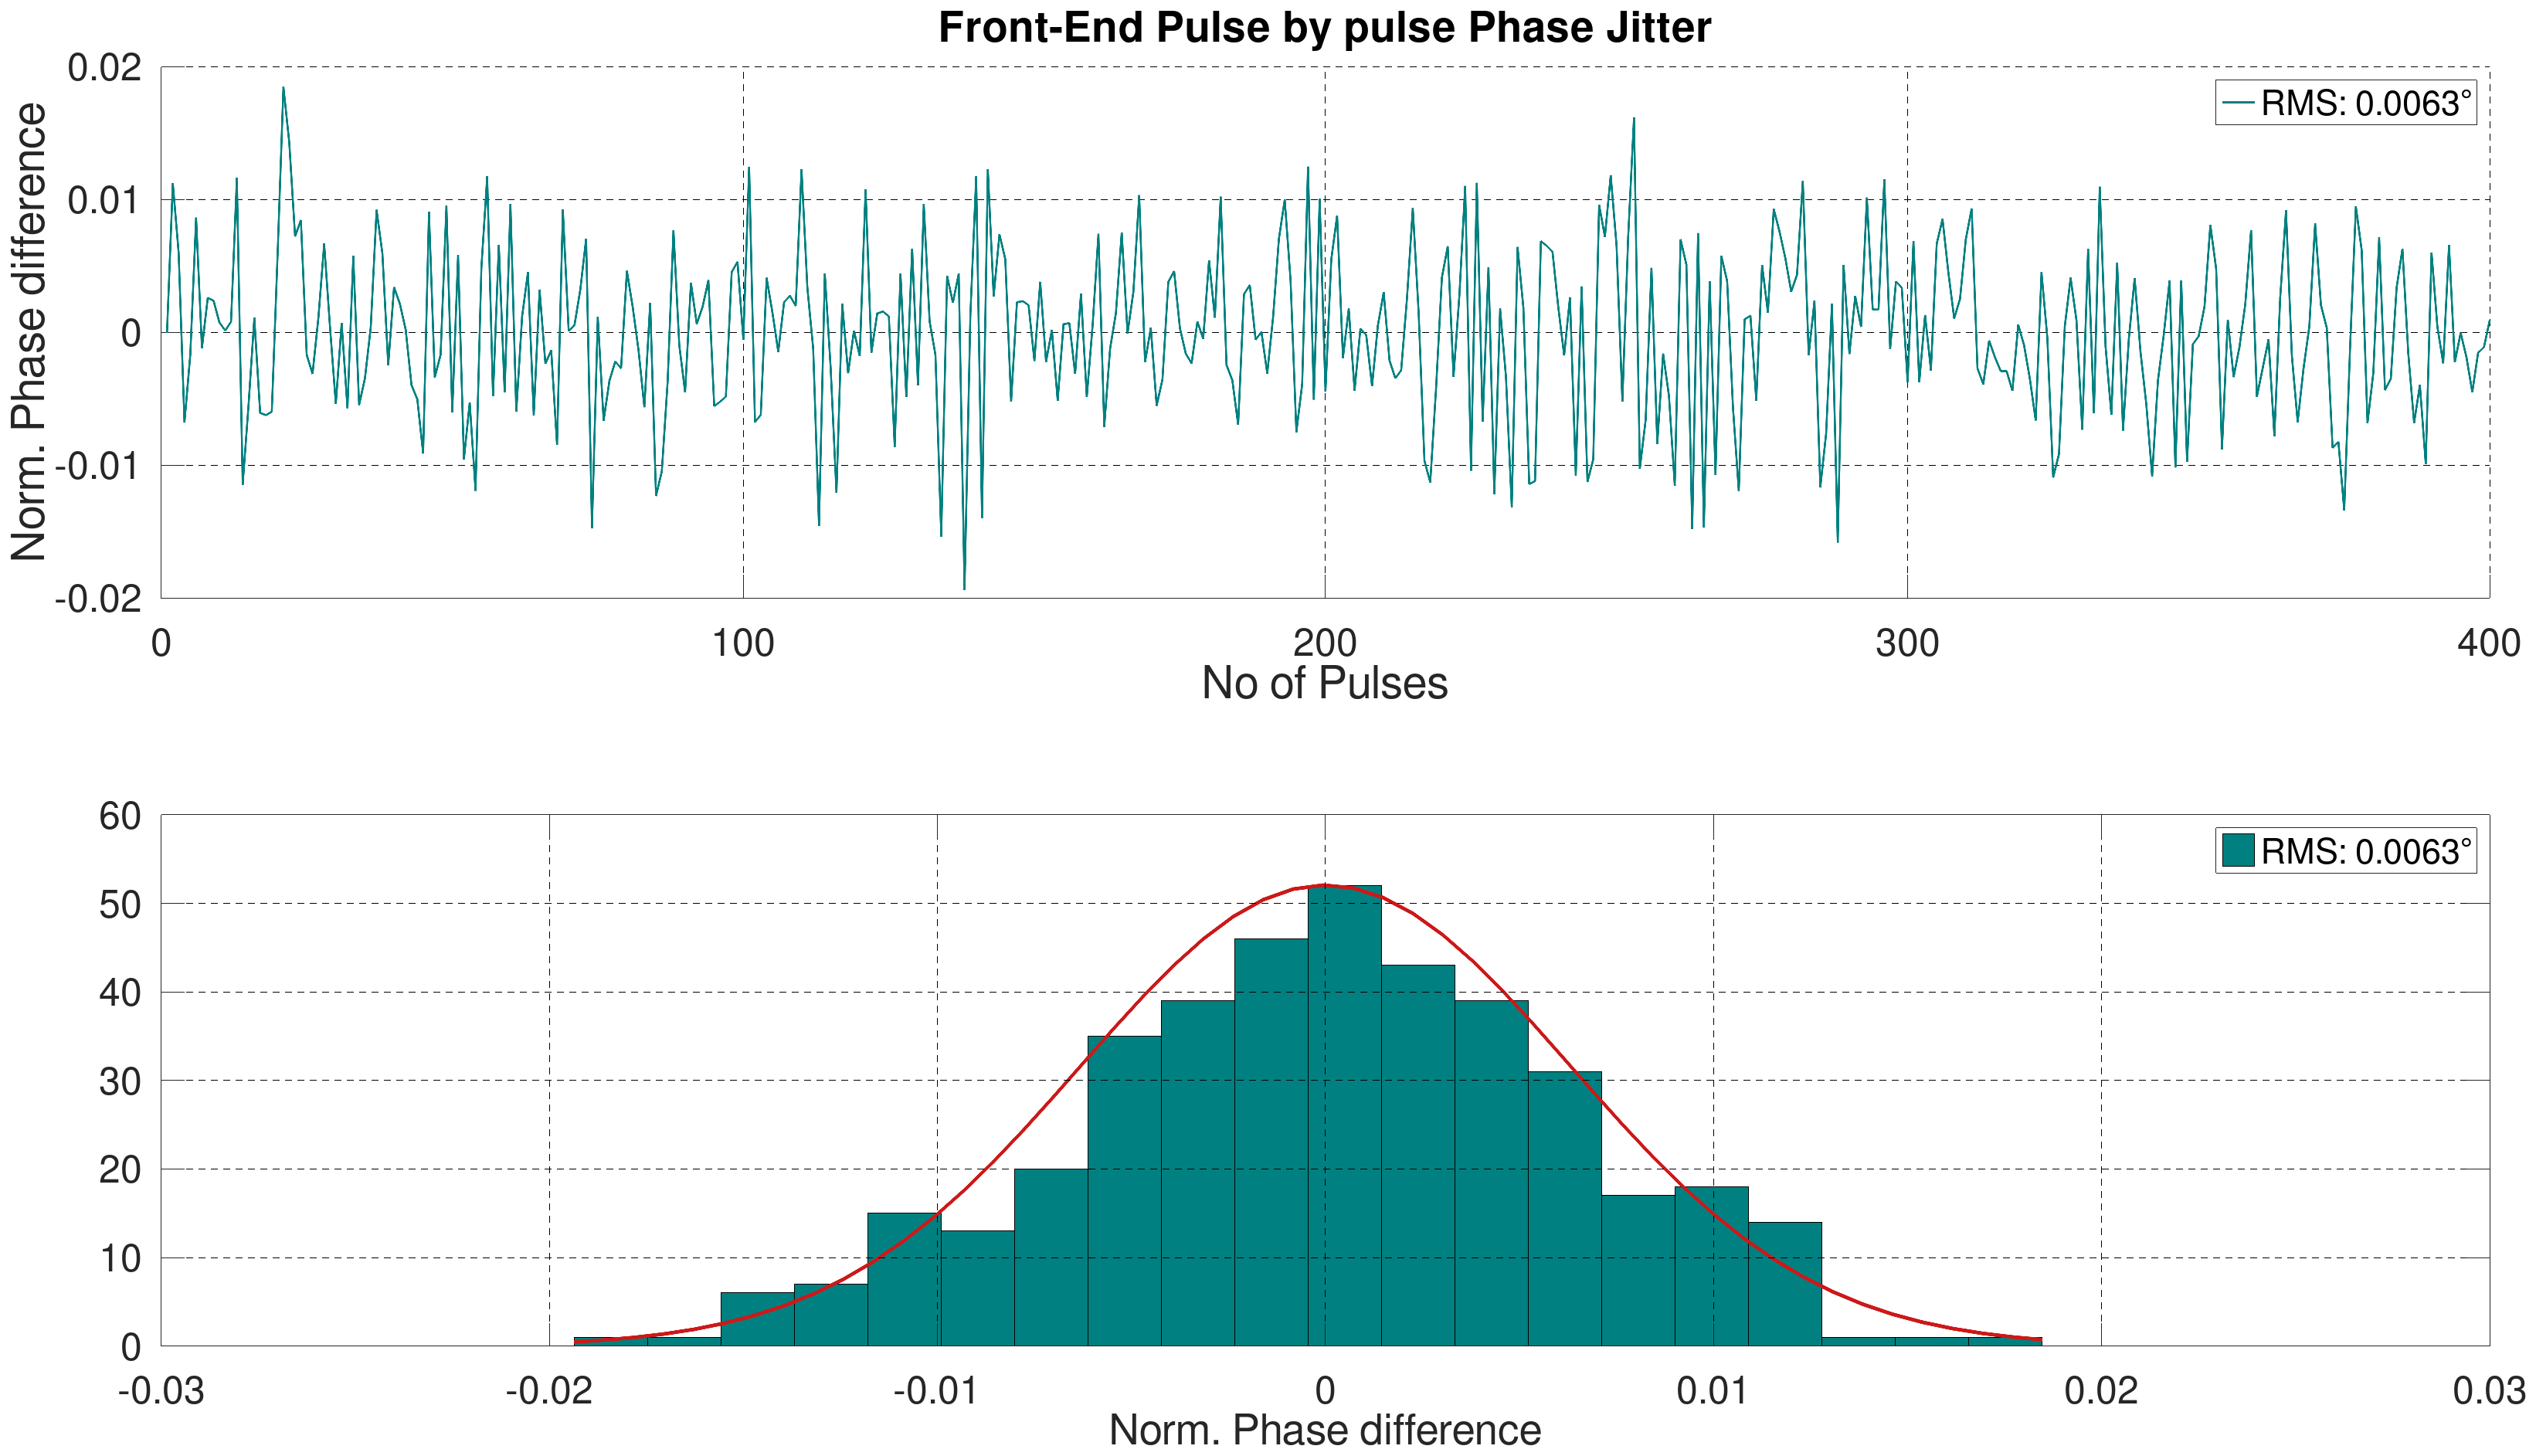 Front-End Pulse by pulse Phase Jitter
0.02
0.01
0
-0.01
-0.02
Norm. Phase difference
RMS: 0.0063°
0 100 200 300 400
No of Pulses
60
50
40
30
20
10
0
RMS: 0.0063°
-0.03 -0.02 -0.01 0 0.01 0.02 0.03
Norm. Phase difference